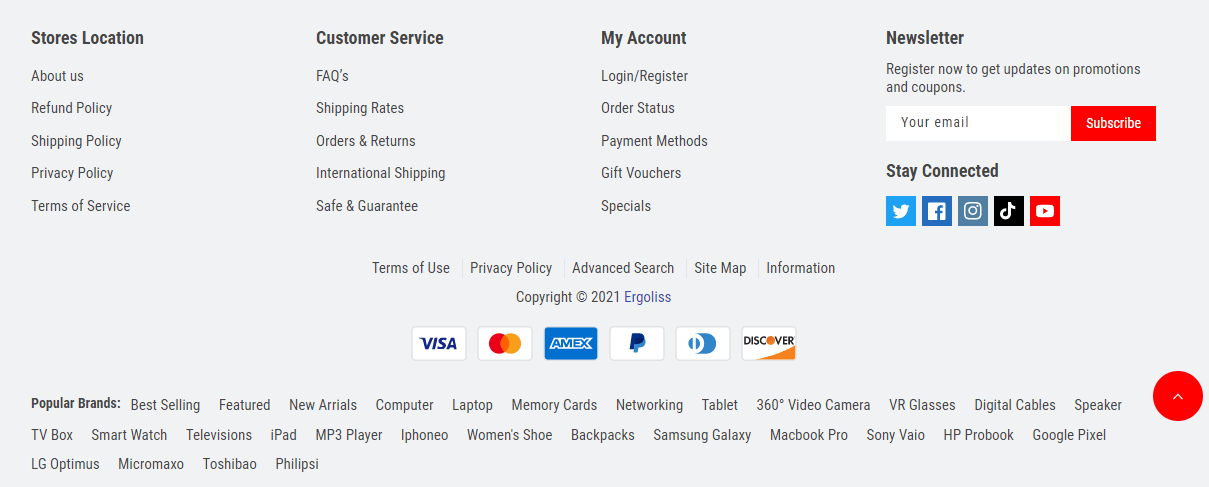 Stores Location
About us
Refund Policy
Shipping Policy
Privacy Policy
Terms of Service
Customer Service
FAQ's
Shipping Rates
Orders & Returns
International Shipping
Safe & Guarantee
My Account
Login/Register
Order Status
Payment Methods
Gift Vouchers
Specials
Newsletter
Register now to get updates on promotions
and coupons.
Your email Subscribe
Stay Connected
Terms of Use Privacy Policy Advanced Search Site Map Information
Copyright © 2021 Ergoliss
VISA AMEX DISCOVER
Popular Brands: Best Selling Featured New Arrials Computer Laptop Memory Cards Networking Tablet 360° Video Camera VR Glasses Digital Cables Speaker
TV Box Smart Watch Televisions iPad MP3 Player Iphoneo Women's Shoe Backpacks Samsung Galaxy Macbook Pro Sony Vaio HP Probook Google Pixel
LG Optimus Micromaxo Toshibao Philipsi